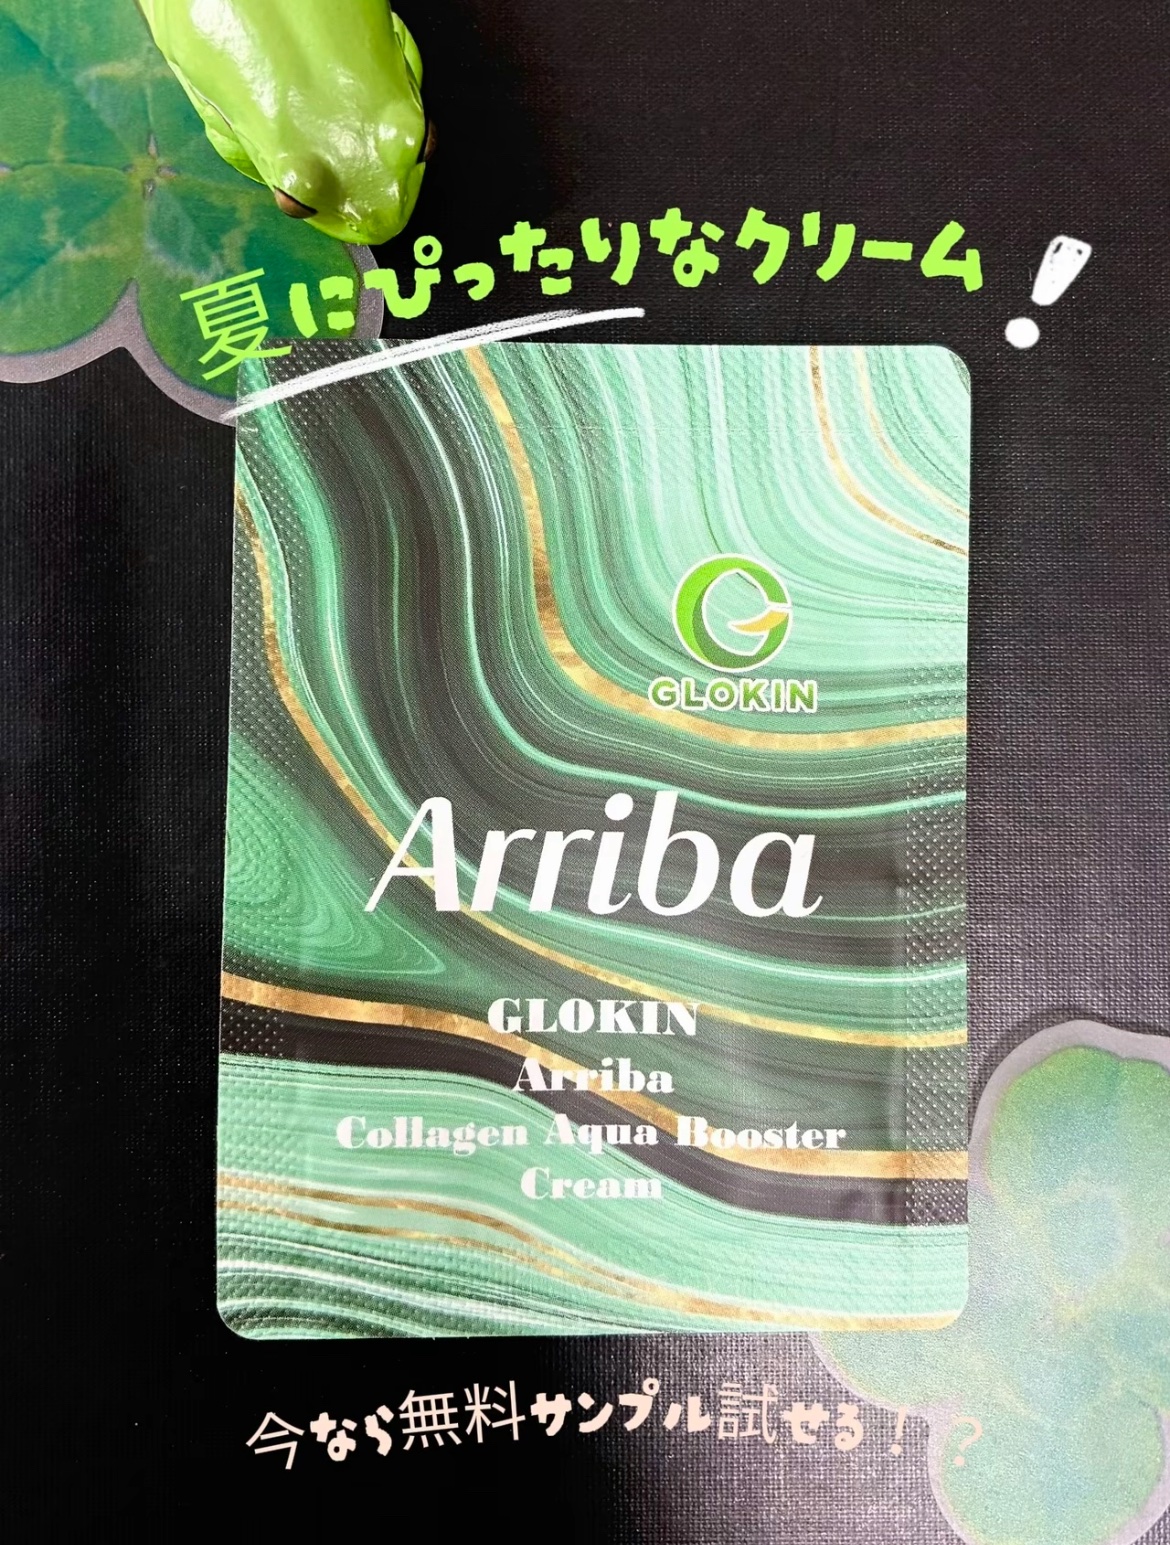 夏にぴったりなクリーム!
GLOKIN
Arriba
GLOKIN
Arriba
Collagen Aqua Booster
Cream
今なら無料サンプル試せる！？